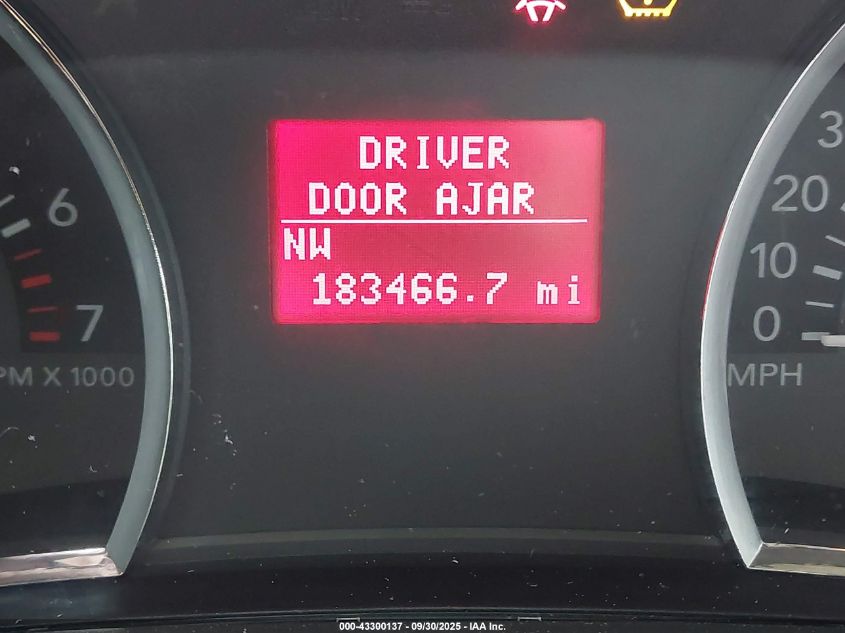 DRIVER
DOOR AJAR
NW
183466.7 mi
6
7
PM X 1000
3
20
10
0
MPH
000-43300137 - 09/30/2025 - IAA Inc.